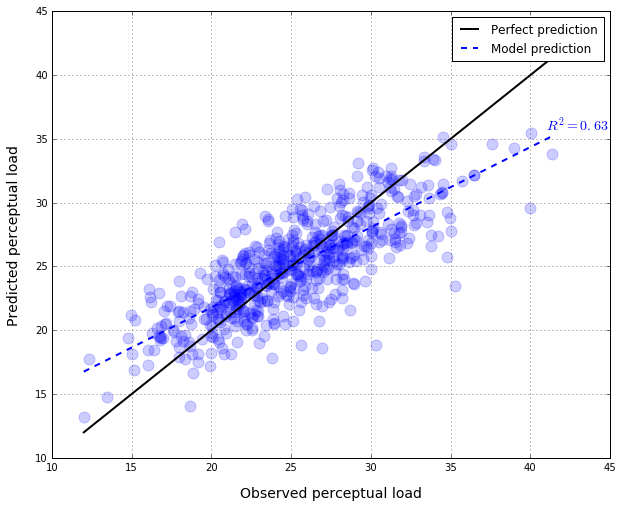 Perfect prediction
Model prediction
R² = 0.63
45
40
35
30
25
20
15
10
10 15 20 25 30 35 40 45
Predicted perceptual load
Observed perceptual load